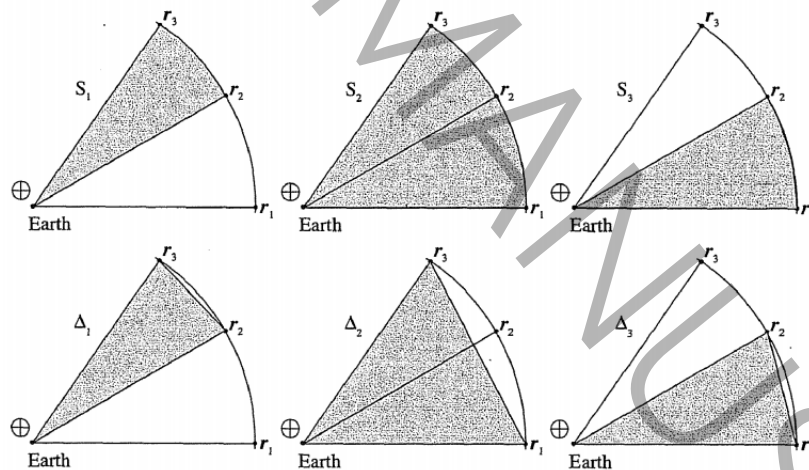 r₃ r₃ r₃
S₁ S₂ S₃
r₂ r₂ r₂
⊕ ⊕ ⊕
r₁ r₁ r
Earth Earth Earth
r₃ r₃ r₃
Δ₁ Δ₂ Δ₃
r₂ r₂ r₂
⊕ ⊕ ⊕
r₁ r₁ r
Earth Earth Earth
MANU